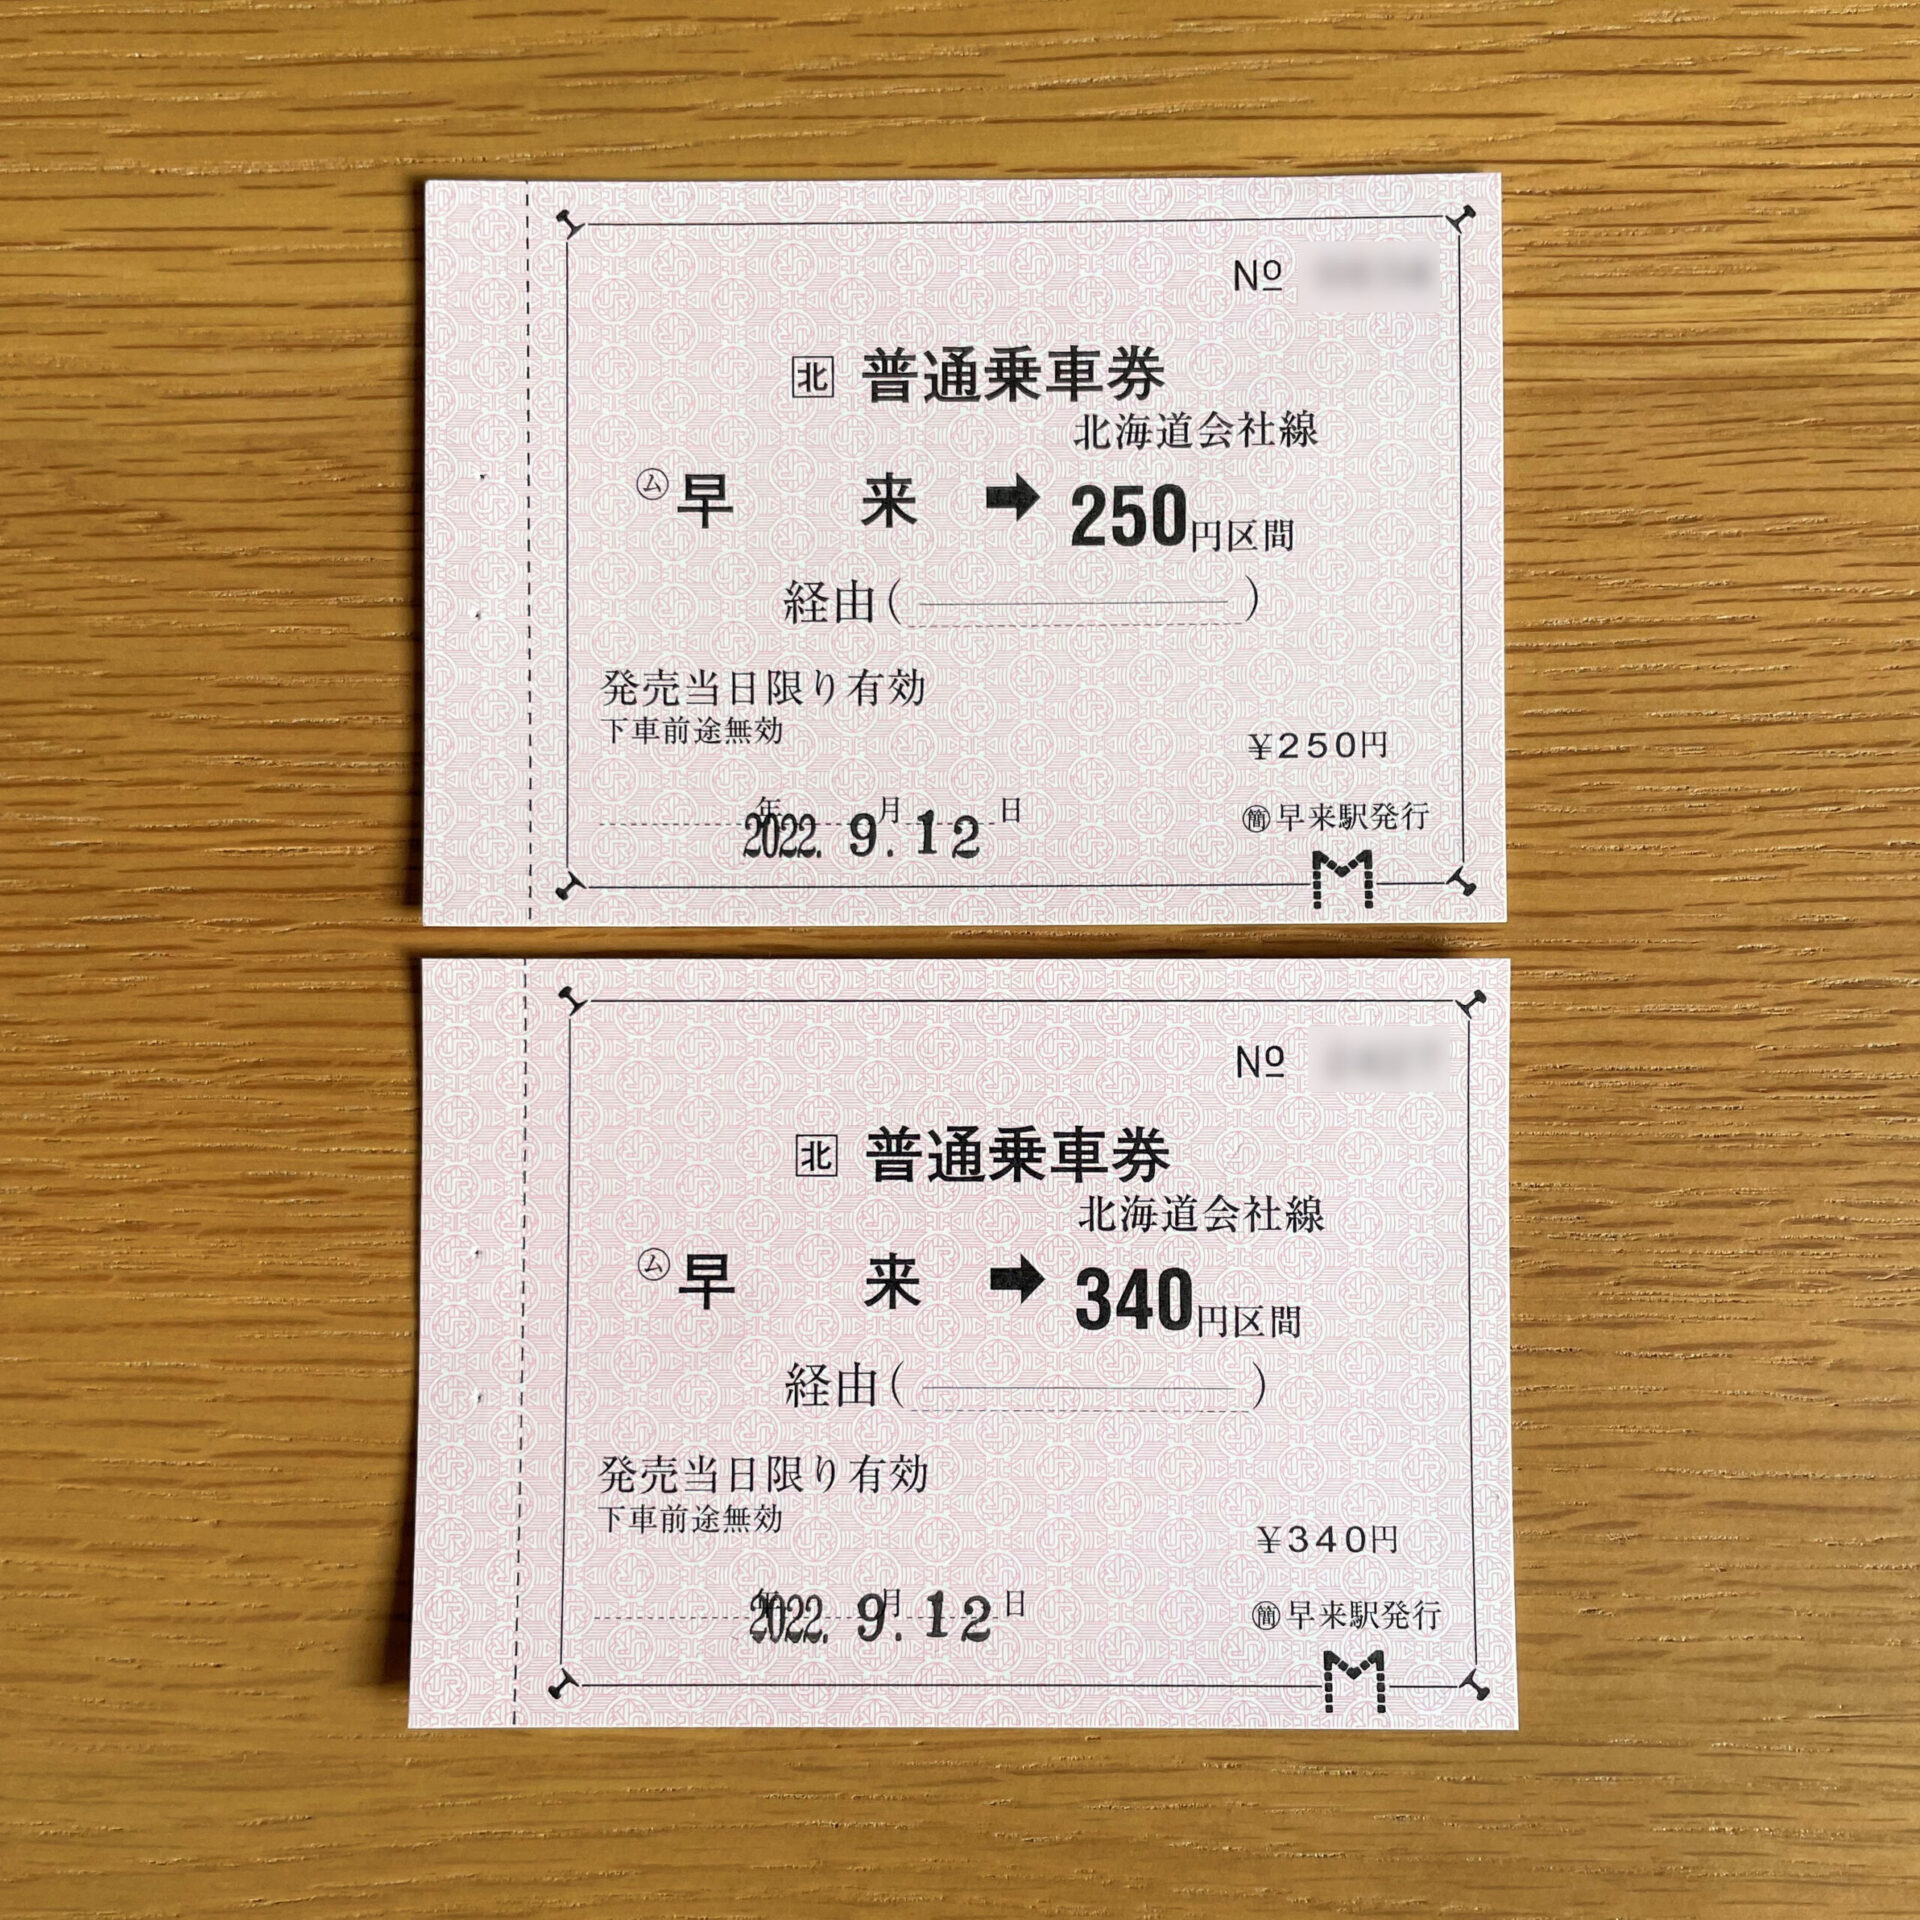 №
北 普通乗車券
北海道会社線
ム 早 来 ➡ 250円区間
経由( )
発売当日限り有効
下車前途無効
¥250円
年 月 日
2022. 9. 12
簡 早来駅発行
№
北 普通乗車券
北海道会社線
ム 早 来 ➡ 340円区間
経由( )
発売当日限り有効
下車前途無効
¥340円
年 月 日
2022. 9. 12
簡 早来駅発行